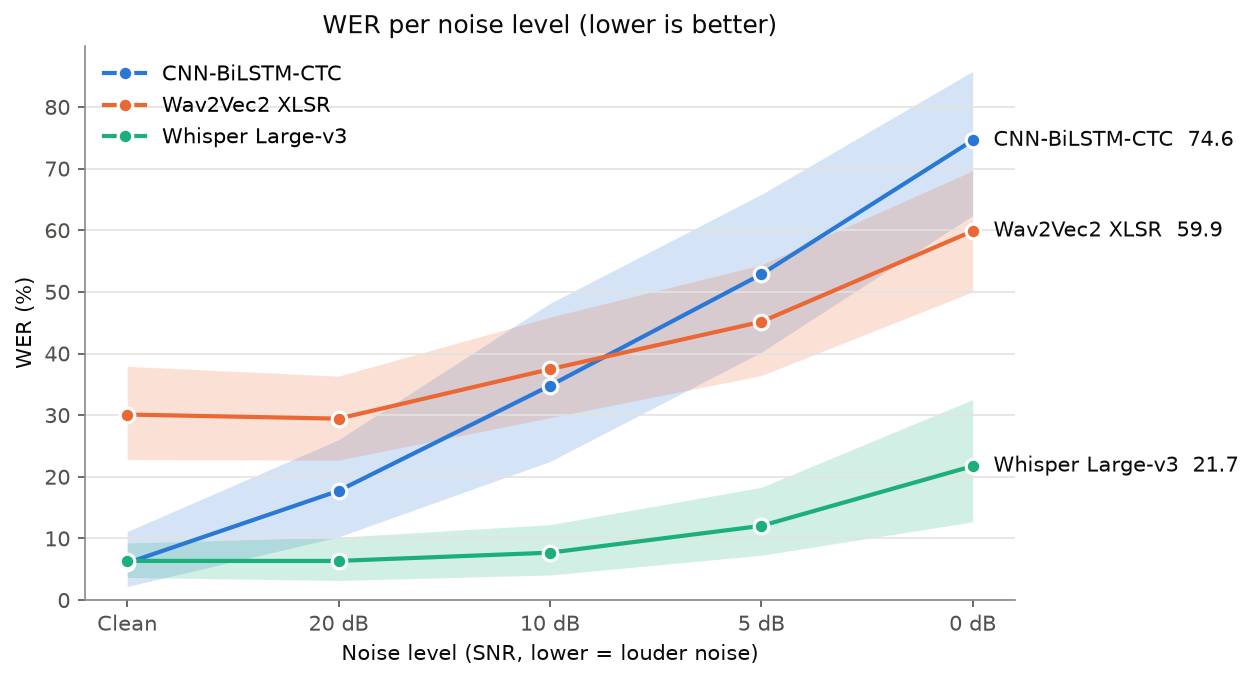 WER per noise level (lower is better)
CNN-BiLSTM-CTC
Wav2Vec2 XLSR
Whisper Large-v3
WER (%)
80
70
60
50
40
30
20
10
0
CNN-BiLSTM-CTC 74.6
Wav2Vec2 XLSR 59.9
Whisper Large-v3 21.7
Clean 20 dB 10 dB 5 dB 0 dB
Noise level (SNR, lower = louder noise)